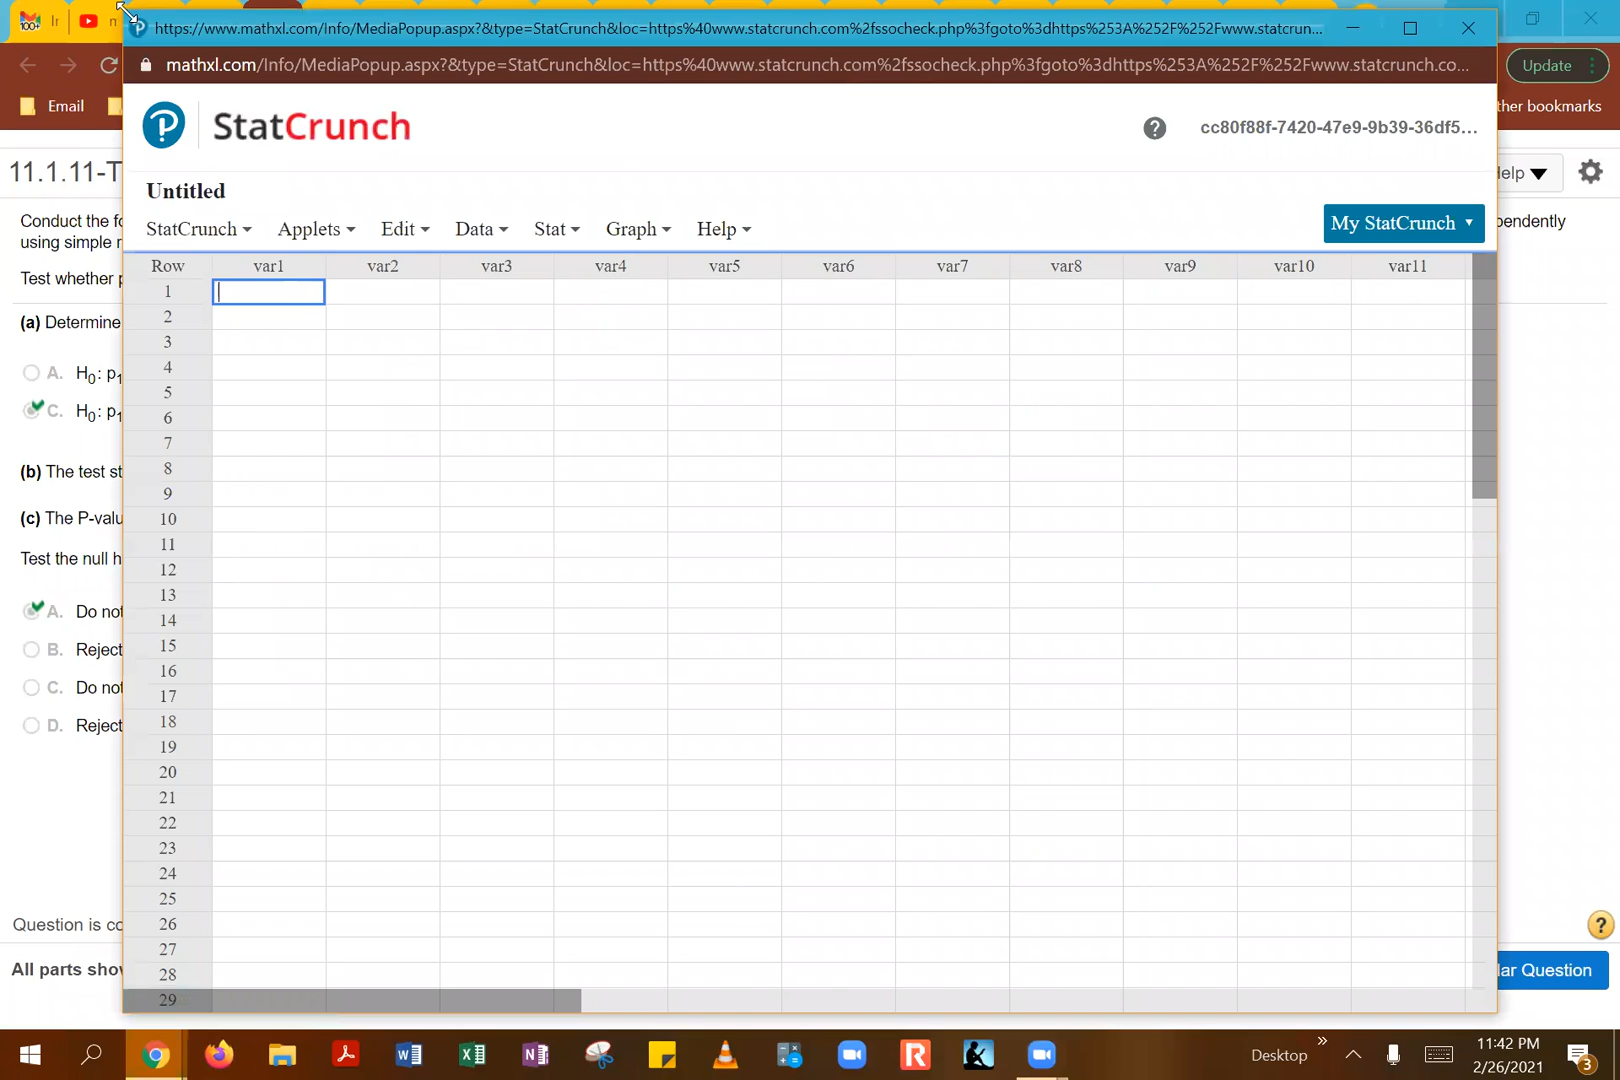 https://www.mathxl.com/Info/MediaPopup.aspx?&type=StatCrunch&loc=https%40www.statcrunch.com%2fssocheck.php%3fgoto%3dhttps%253A%252F%252Fwww.statcrun...
mathxl.com/Info/MediaPopup.aspx?&type=StatCrunch&loc=https%40www.statcrunch.com%2fssocheck.php%3fgoto%3dhttps%253A%252F%252Fwww.statcrunch.co...
Update
Email
ther bookmarks
StatCrunch
cc80f88f-7420-47e9-9b39-36df5...
11.1.11-T
elp
Untitled
StatCrunch Applets Edit Data Stat Graph Help
My StatCrunch
Conduct the fo
pendently
using simple r
Test whether p
(a) Determine
A. H0: p1
C. H0: p1
(b) The test st
(c) The P-valu
Test the null h
A. Do not
B. Reject
C. Do not
D. Reject
Row var1 var2 var3 var4 var5 var6 var7 var8 var9 var10 var11
1
2
3
4
5
6
7
8
9
10
11
12
13
14
15
16
17
18
19
20
21
22
23
24
25
26
27
28
29
Question is co
?
All parts show
lar Question
Desktop
11:42 PM
2/26/2021
3